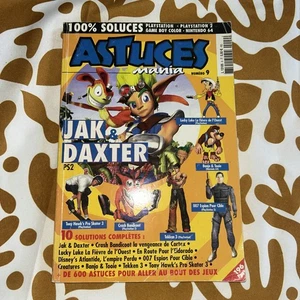 100% SOLUCES PLAYSTATION - PLAYSTATION 2
GAME BOY COLOR - NINTENDO 64
ASTUCES
mania
NUMÉRO 9
Lucky Luke La Fièvre de l'Ouest
JAK &
DAXTER
PS2
Banjo & Tooie
Tony Hawk's Pro Skater 3
Crash Bandicoot
Tekken 3
007 Espion Pour Cible
10 SOLUTIONS COMPLÈTES :
Jak & Daxter • Crash Bandicoot la vengeance de Cortex •
Lucky Luke La Fièvre de l'Ouest • En Route Pour l'Eldorado •
Disney's Atlantide, L'empire Perdu • 007 Espion Pour Cible •
Creatures • Banjo & Tooie • Tekken 3 • Tony Hawk's Pro Skater 3 •
+ DE 600 ASTUCES POUR ALLER AU BOUT DES JEUX